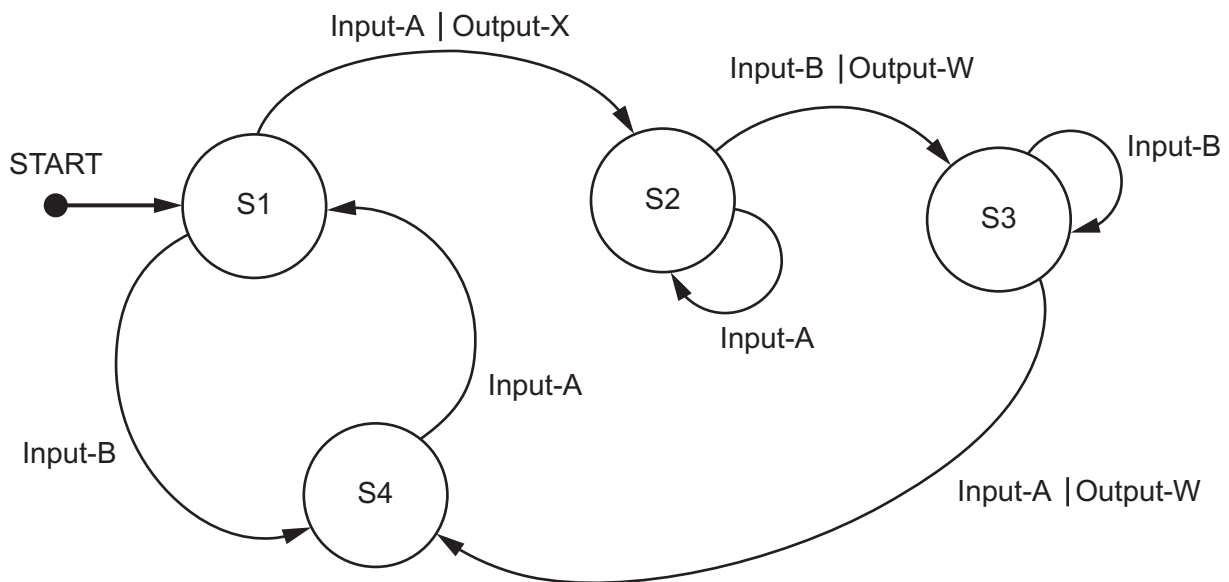 Input-A | Output-X
Input-B | Output-W
START
S1
S2
S3
Input-B
Input-A
Input-A
Input-B
S4
Input-A | Output-W